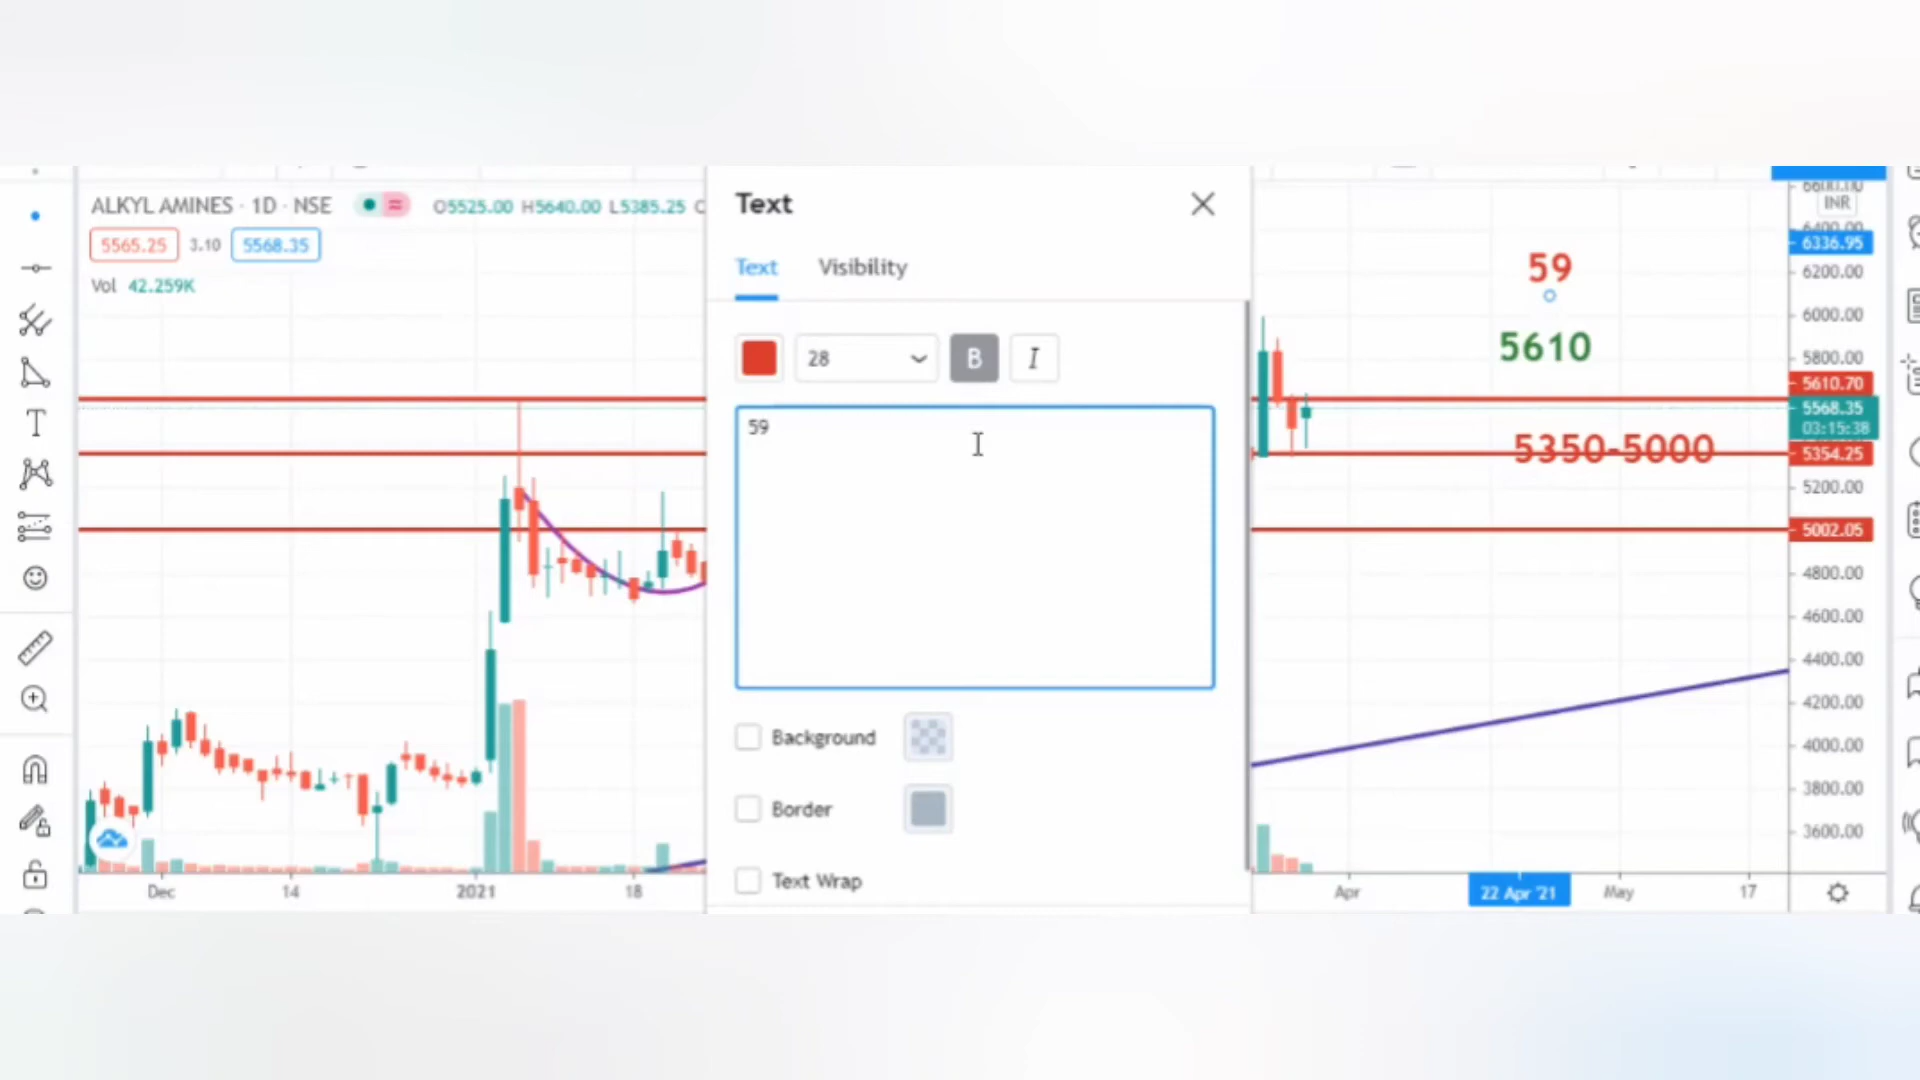 ALKYL AMINES · 1D · NSE
O5525.00 H5640.00 L5385.25 C
5565.25 3.10 5568.35
Vol 42.259K
Text
Text Visibility
28 B I
59
Background
Border
Text Wrap
59
5610
5350-5000
INR
6336.95
6200.00
6000.00
5800.00
5610.70
5568.35
03:15:38
5354.25
5200.00
5002.05
4800.00
4600.00
4400.00
4200.00
4000.00
3800.00
3600.00
Dec 14 2021 18 Apr 22 Apr '21 May 17